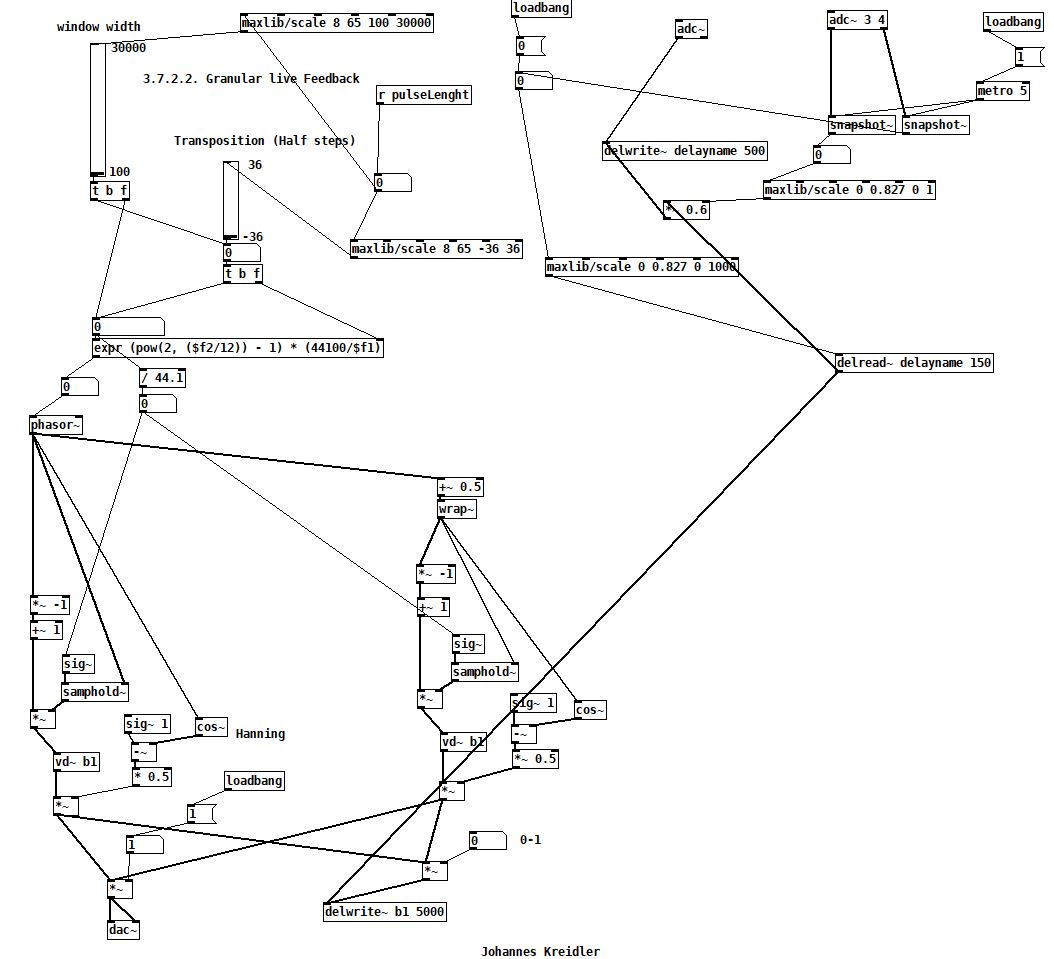 loadbang
maxlib/scale 8 65 100 30000
adc~ 3 4
loadbang
window width
adc~
0
30000
1
3.7.2.2. Granular live Feedback
0
r pulseLenght
metro 5
snapshot~
snapshot~
Transposition (Half steps)
delwrite~ delayname 500
0
36
100
0
t b f
maxlib/scale 0 0.827 0 1
*~ 0.6
-36
0
maxlib/scale 8 65 -36 36
maxlib/scale 0 0.827 0 1000
t b f
0
expr (pow(2, ($f2/12)) - 1) * (44100/$f1)
delread~ delayname 150
0
/ 44.1
0
phasor~
+~ 0.5
wrap~
*~ -1
*~ -1
+~ 1
+~ 1
sig~
sig~
samphold~
samphold~
*~
*~
sig~ 1
cos~
*~
sig~ 1
cos~
Hanning
-~
vd~ b1
-~
vd~ b1
*~ 0.5
* 0.5
loadbang
*~
*~
1
0
0-1
1
*~
*~
delwrite~ b1 5000
dac~
Johannes Kreidler